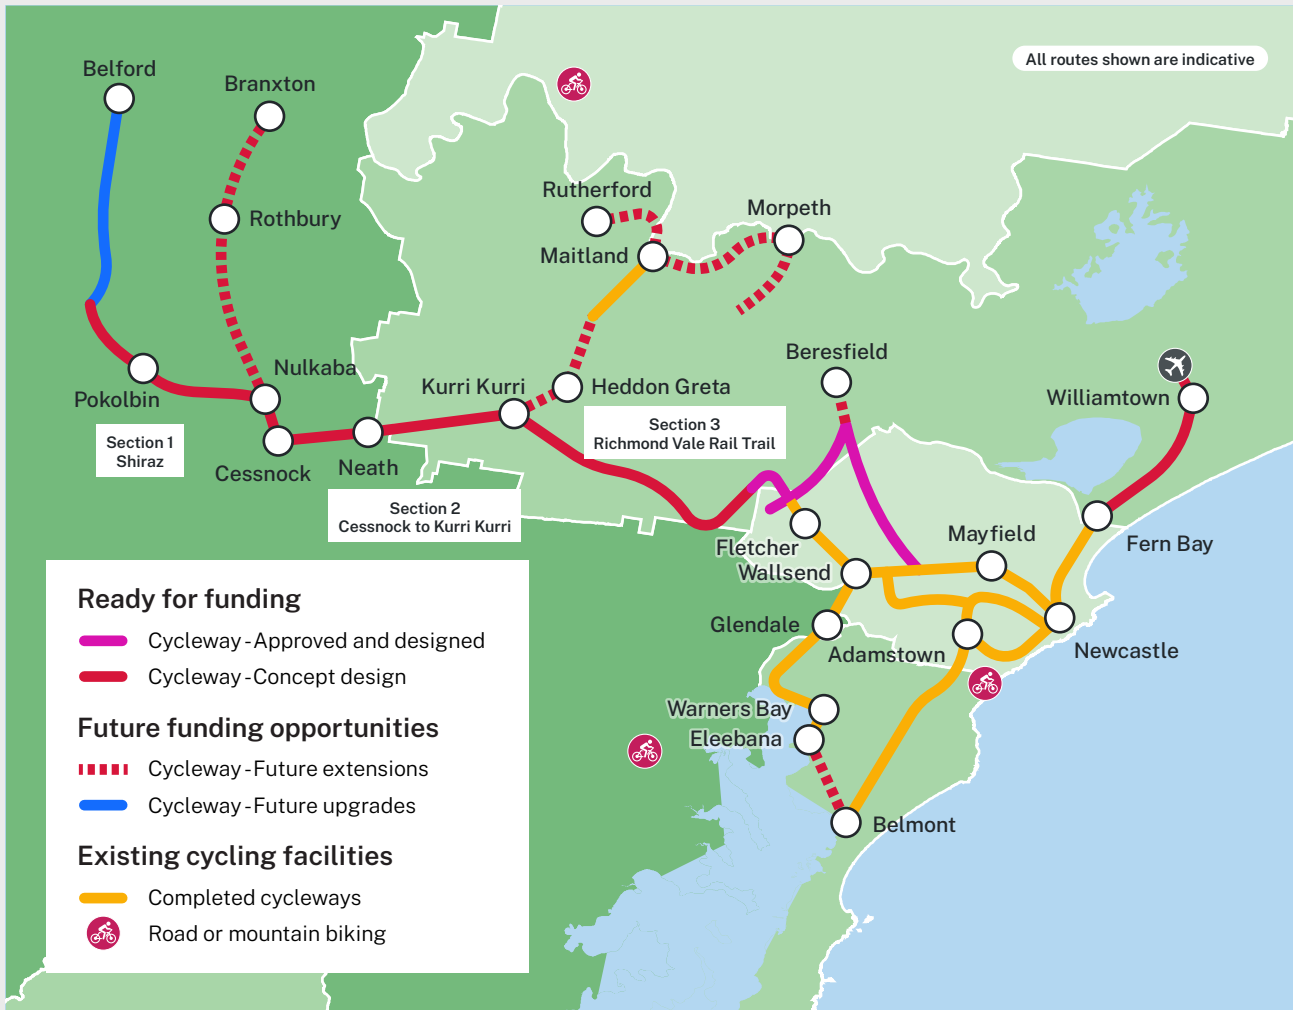 All routes shown are indicative
Belford
Branxton
Rutherford
Morpeth
Rothbury
Maitland
Beresfield
Nulkaba
Kurri Kurri
Heddon Greta
Williamtown
Pokolbin
Section 1
Shiraz
Section 3
Richmond Vale Rail Trail
Cessnock
Neath
Section 2
Cessnock to Kurri Kurri
Fletcher
Mayfield
Fern Bay
Wallsend
Glendale
Adamstown
Newcastle
Warners Bay
Eleebana
Belmont
Ready for funding
Cycleway - Approved and designed
Cycleway - Concept design
Future funding opportunities
Cycleway - Future extensions
Cycleway - Future upgrades
Existing cycling facilities
Completed cycleways
Road or mountain biking